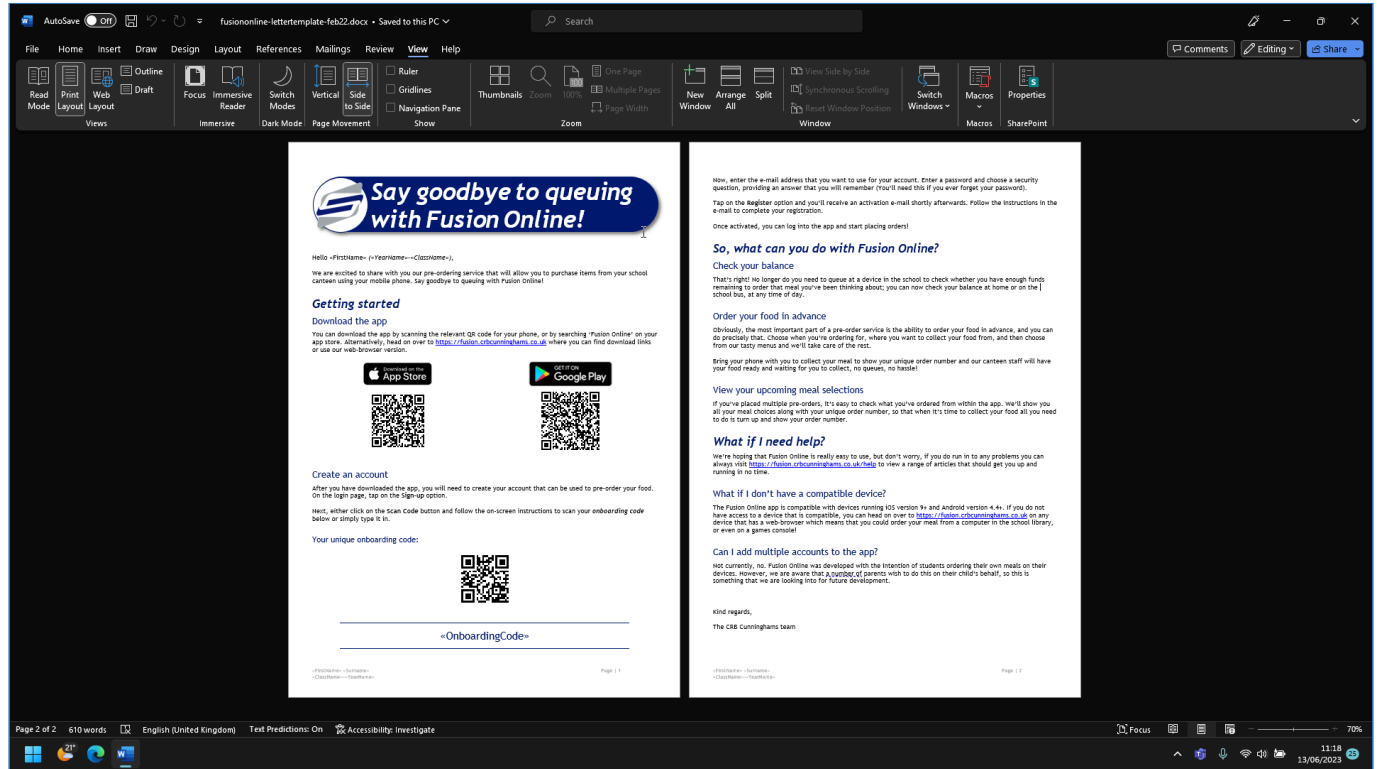 AutoSave Off fusiononline-lettertemplate-feb22.docx • Saved to this PC Search
File Home Insert Draw Design Layout References Mailings Review View Help Comments Editing Share
Read Mode
Print Layout
Web Layout
Outline
Draft
Views
Focus
Immersive Reader
Immersive
Switch Modes
Dark Mode
Vertical
Side to Side
Page Movement
Ruler
Gridlines
Navigation Pane
Show
Thumbnails
Zoom
100%
One Page
Multiple Pages
Page Width
Zoom
New Window
Arrange All
Split
View Side by Side
Synchronous Scrolling
Reset Window Position
Window
Switch Windows
Macros
Macros
Properties
SharePoint
Say goodbye to queuing
with Fusion Online!
Hello «FirstName» («YearName»-«ClassName»),
We are excited to share with you our pre-ordering service that will allow you to purchase items from your school
canteen using your mobile phone. Say goodbye to queuing with Fusion Online!
Getting started
Download the app
You can download the app by scanning the relevant QR code for your phone, or by searching ‘Fusion Online’ on your
app store. Alternatively, head on over to https://fusion.crbcunninghams.co.uk where you can find download links
or use our web-browser version.
Download on the
App Store
GET IT ON
Google Play
Create an account
After you have downloaded the app, you will need to create your account that can be used to pre-order your food.
On the login page, tap on the Sign-up option.
Next, either click on the Scan Code button and follow the on-screen instructions to scan your onboarding code
below or simply type it in.
Your unique onboarding code:
«OnboardingCode»
«FirstName» «Surname»
«ClassName»-«YearName»
Page | 1
Now, enter the e-mail address that you want to use for your account. Enter a password and choose a security
question, providing an answer that you will remember (You'll need this if you ever forget your password).
Tap on the Register option and you'll receive an activation e-mail shortly afterwards. Follow the instructions in the
e-mail to complete your registration.
Once activated, you can log into the app and start placing orders!
So, what can you do with Fusion Online?
Check your balance
That's right! No longer do you need to queue at a device in the school to check whether you have enough funds
remaining to order that meal you've been thinking about; you can now check your balance at home or on the
school bus, at any time of day.
Order your food in advance
Obviously, the most important part of a pre-order service is the ability to order your food in advance, and you can
do precisely that. Choose when you're ordering for, where you want to collect your food from, and then choose
from our tasty menus and we'll take care of the rest.
Bring your phone with you to collect your meal to show your unique order number and our canteen staff will have
your food ready and waiting for you to collect, no queues, no hassle!
View your upcoming meal selections
If you've placed multiple pre-orders, it's easy to check what you've ordered from within the app. We'll show you
all your meal choices along with your unique order number, so that when it's time to collect your food all you need
to do is turn up and show your order number.
What if I need help?
We're hoping that Fusion Online is really easy to use, but don't worry, if you do run in to any problems you can
always visit https://fusion.crbcunninghams.co.uk/help to view a range of articles that should get you up and
running in no time.
What if I don't have a compatible device?
The Fusion Online app is compatible with devices running iOS version 9+ and Android version 4.4+. If you do not
have access to a device that is compatible, you can head on over to https://fusion.crbcunninghams.co.uk on any
device that has a web-browser which means that you could order your meal from a computer in the school library,
or even on a games console!
Can I add multiple accounts to the app?
Not currently, no. Fusion Online was developed with the intention of students ordering their own meals on their
devices. However, we are aware that a number of parents wish to do this on their child's behalf, so this is
something that we are looking into for future development.
Kind regards,
The CRB Cunninghams team
«FirstName» «Surname»
«ClassName»-«YearName»
Page | 2
Page 2 of 2 610 words English (United Kingdom) Text Predictions: On Accessibility: Investigate Focus 70%
21° 11:18
13/06/2023 25